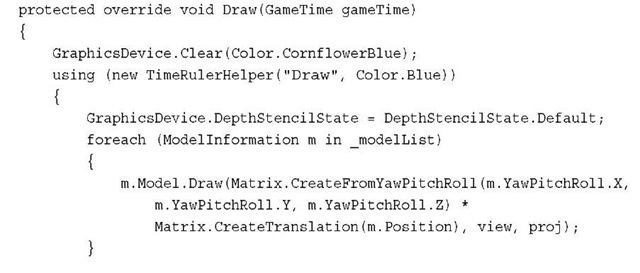 protected override void Draw(GameTime gameTime)
{
    GraphicsDevice.Clear(Color.CornflowerBlue);
    using (new TimeRulerHelper("Draw", Color.Blue))
    {
        GraphicsDevice.DepthStencilState = DepthStencilState.Default;
        foreach (ModelInformation m in _modelList)
        {
            m.Model.Draw(Matrix.CreateFromYawPitchRoll(m.YawPitchRoll.X,
                m.YawPitchRoll.Y, m.YawPitchRoll.Z) *
                Matrix.CreateTranslation(m.Position), view, proj);
        }